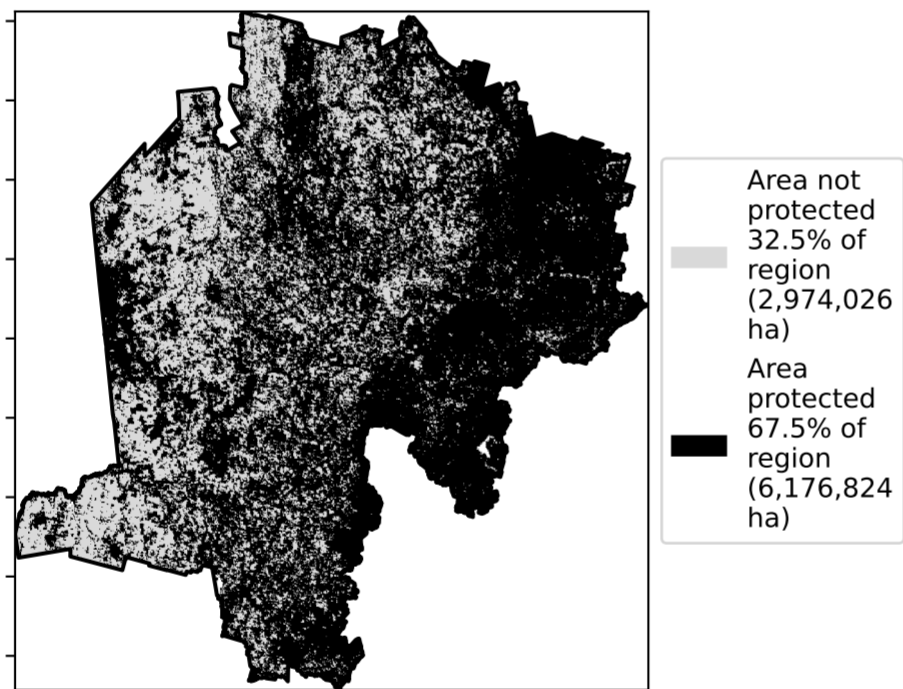 Area not
protected
32.5% of
region
(2,974,026
ha)
Area
protected
67.5% of
region
(6,176,824
ha)